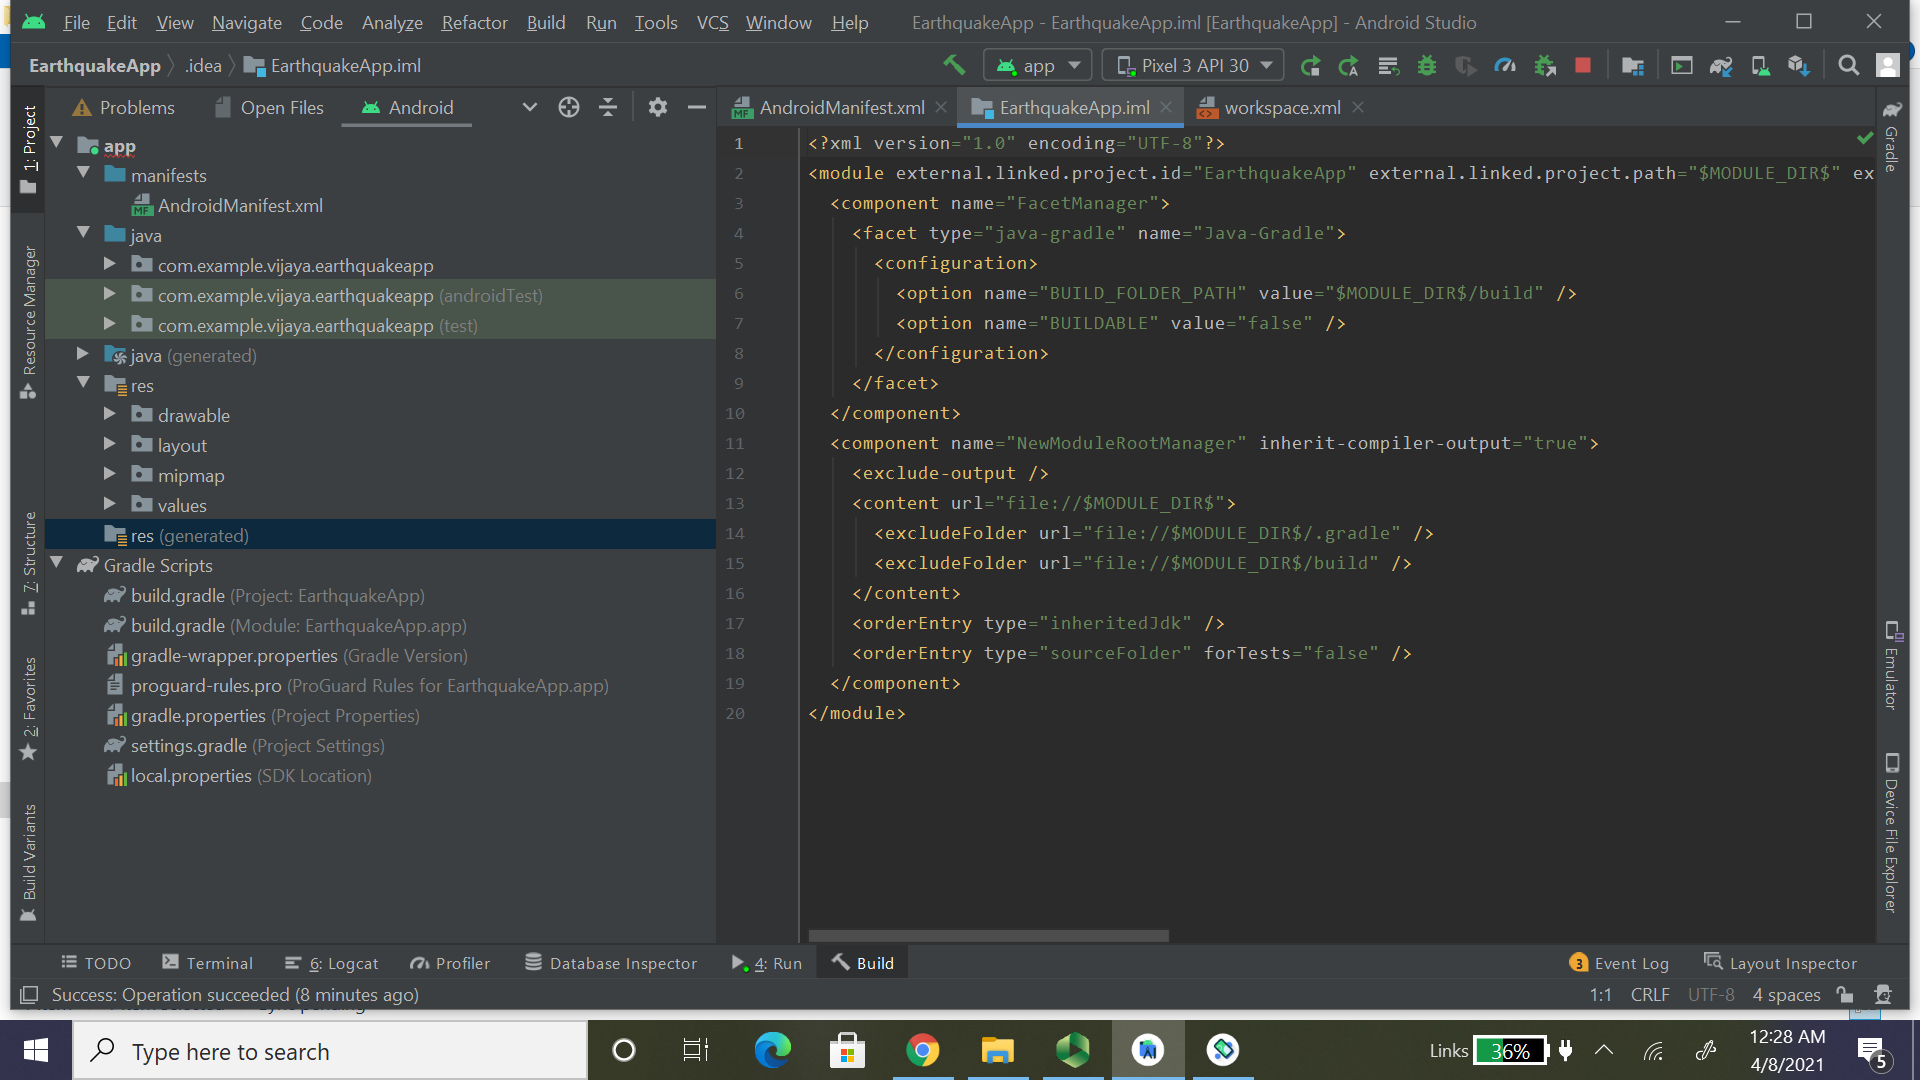 File Edit View Navigate Code Analyze Refactor Build Run Tools VCS Window Help EarthquakeApp - EarthquakeApp.iml [EarthquakeApp] - Android Studio
EarthquakeApp .idea EarthquakeApp.iml app Pixel 3 API 30
Problems Open Files Android AndroidManifest.xml EarthquakeApp.iml workspace.xml
1: Project
Resource Manager
7: Structure
2: Favorites
Build Variants
app
manifests
AndroidManifest.xml
java
com.example.vijaya.earthquakeapp
com.example.vijaya.earthquakeapp (androidTest)
com.example.vijaya.earthquakeapp (test)
java (generated)
res
drawable
layout
mipmap
values
res (generated)
Gradle Scripts
build.gradle (Project: EarthquakeApp)
build.gradle (Module: EarthquakeApp.app)
gradle-wrapper.properties (Gradle Version)
proguard-rules.pro (ProGuard Rules for EarthquakeApp.app)
gradle.properties (Project Properties)
settings.gradle (Project Settings)
local.properties (SDK Location)
1 <?xml version="1.0" encoding="UTF-8"?>
2 <module external.linked.project.id="EarthquakeApp" external.linked.project.path="$MODULE_DIR$" ex
3 <component name="FacetManager">
4 <facet type="java-gradle" name="Java-Gradle">
5 <configuration>
6 <option name="BUILD_FOLDER_PATH" value="$MODULE_DIR$/build" />
7 <option name="BUILDABLE" value="false" />
8 </configuration>
9 </facet>
10 </component>
11 <component name="NewModuleRootManager" inherit-compiler-output="true">
12 <exclude-output />
13 <content url="file://$MODULE_DIR$">
14 <excludeFolder url="file://$MODULE_DIR$/.gradle" />
15 <excludeFolder url="file://$MODULE_DIR$/build" />
16 </content>
17 <orderEntry type="inheritedJdk" />
18 <orderEntry type="sourceFolder" forTests="false" />
19 </component>
20 </module>
Gradle
Emulator
Device File Explorer
TODO Terminal 6: Logcat Profiler Database Inspector 4: Run Build 3 Event Log Layout Inspector
Success: Operation succeeded (8 minutes ago) 1:1 CRLF UTF-8 4 spaces
Type here to search Links 36% 12:28 AM
4/8/2021 5